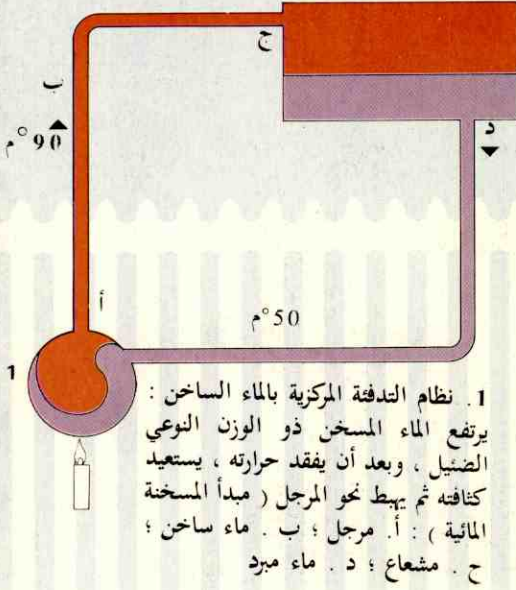 ج
ب
90°م
د
أ
50°م
1
1. نظام التدفئة المركزية بالماء الساخن :
يرتفع الماء المسخن ذو الوزن النوعي
الضئيل ، وبعد أن يفقد حرارته ، يستعيد
كثافته ثم يهبط نحو المرجل ( مبدأ المسخنة
المائية ) : أ. مرجل ؛ ب . ماء ساخن ؛
ح . مشعاع ؛ د . ماء مبرد